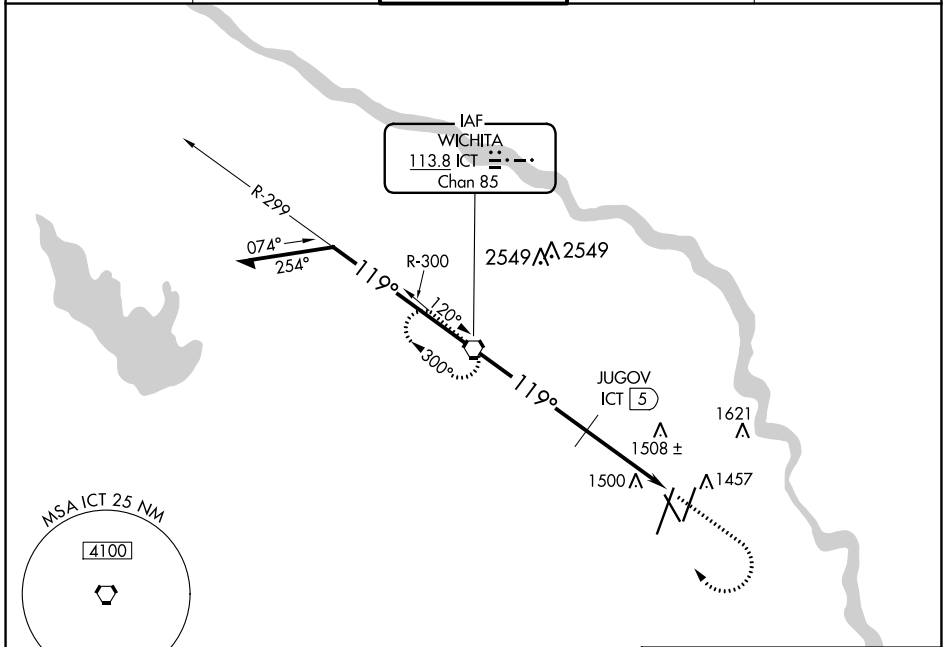 IAF
WICHITA
113.8 ICT
Chan 85
R-299
074°
254°
119°
R-300
120°
300°
2549 2549
119°
JUGOV
ICT 5
1621
1508 ±
1500
1457
MSA ICT 25 NM
4100